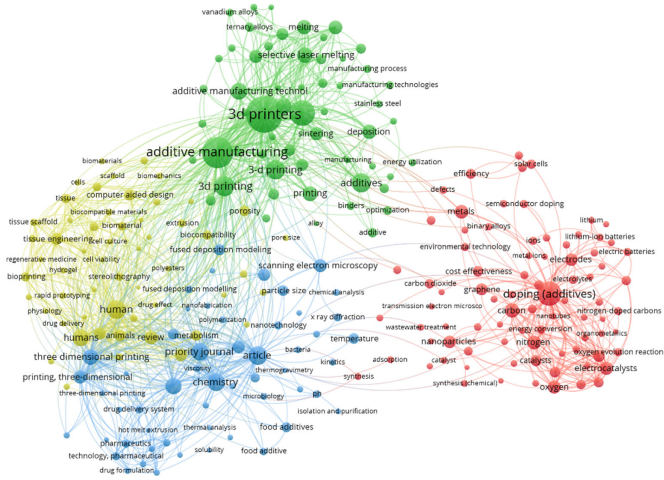 vanadium alloys
ternary alloys
melting
selective laser melting
manufacturing process
additive manufacturing technol
manufacturing technologies
stainless steel
3d printers
sintering
deposition
additive manufacturing
manufacturing
energy utilization
biomaterials
solar cells
scaffold
biomechanics
3-d printing
efficiency
cells
3d printing
additives
defects
tissue
computer aided design
printing
semiconductor doping
biocompatible materials
porosity
binders
optimization
metals
tissue scaffold
biomaterial
extrusion
alloy
binary alloys
lithium
tissue engineering
cell culture
biocompatibility
pore size
additive
ions
lithium-ion batteries
fused deposition modeling
environmental technology
metal ions
electric batteries
regenerative medicine
cell viability
electrodes
hydrogel
polyesters
scanning electron microscopy
cost effectiveness
bioprinting
stereolithography
electrolytes
carbon dioxide
graphene
rapid prototyping
fused deposition modeling
particle size
chemical analysis
doping (additives)
physiology
drug effect
nanofabrication
transmission electron microsco
human
carbon
nitrogen-doped carbons
drug delivery
polymerization
x ray diffraction
nanotubes
nanotechnology
wastewater treatment
energy conversion
humans
animals
review
metabolism
temperature
nanoparticles
nitrogen
organometallics
three dimensional printing
priority journal
article
bacteria
oxygen evolution reaction
kinetics
adsorption
catalyst
catalysts
viscosity
thermogravimetry
electrocatalysts
printing, three-dimensional
chemistry
synthesis
synthesis (chemical)
oxygen
three-dimensional printing
microbiology
ph
drug delivery system
isolation and purification
hot melt extrusion
thermal analysis
food additives
pharmaceutics
solubility
food additive
technology, pharmaceutical
drug formulation